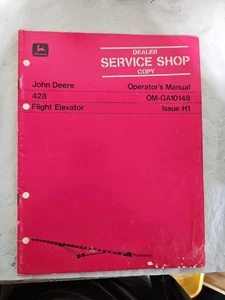 DEALER
SERVICE SHOP
COPY
John Deere
Operator's Manual
428
OM-GA10148
Flight Elevator
Issue H1